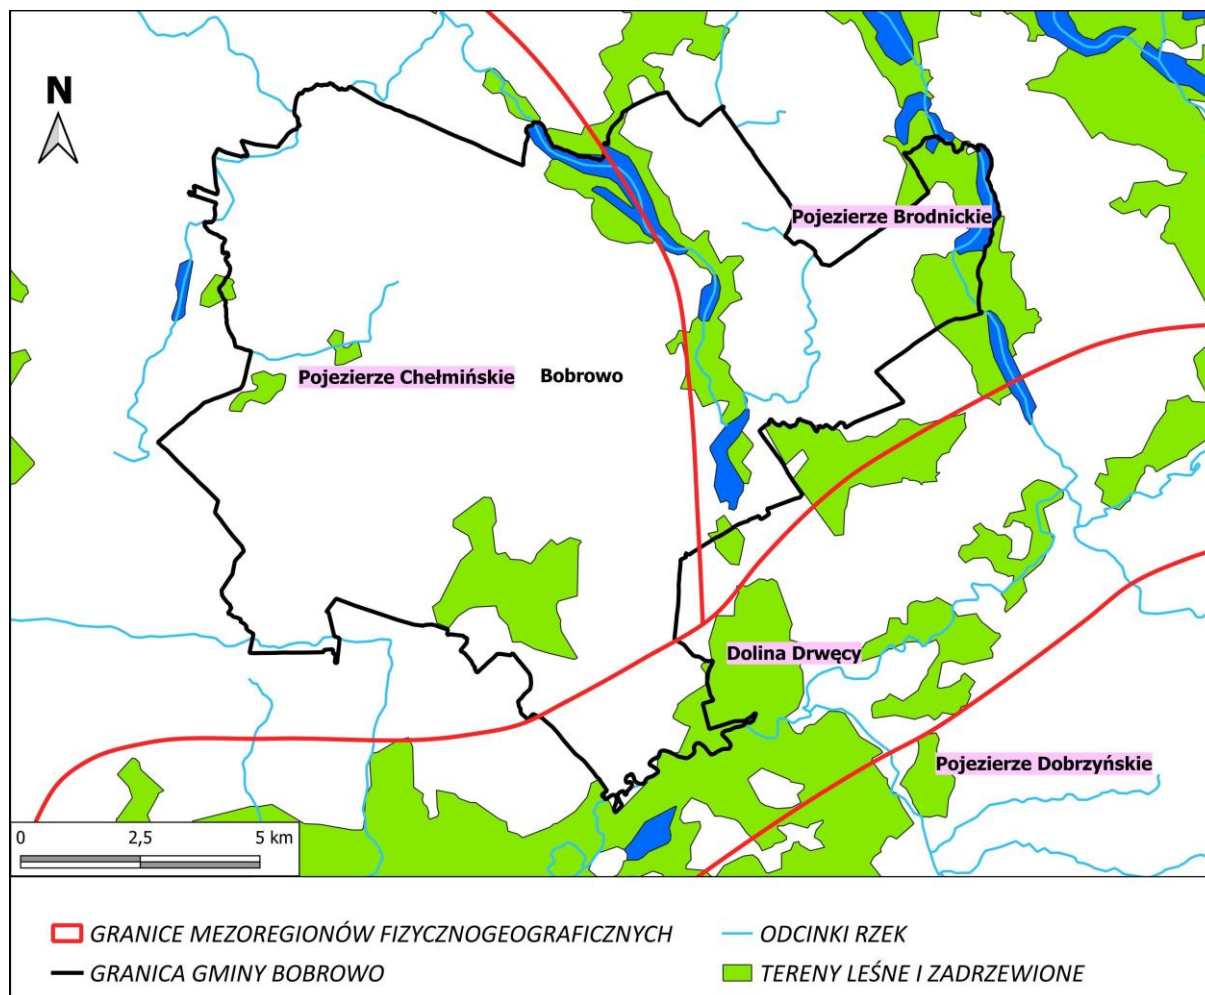 N
Pojezierze Brodnickie
Pojezierze Chełmińskie
Bobrowo
Dolina Drwęcy
Pojezierze Dobrzyńskie
0 2,5 5 km
GRANICE MEZOREGIONÓW FIZYCZNOGEOGRAFICZNYCH
ODCINKI RZEK
GRANICA GMINY BOBROWO
TERENY LEŚNE I ZADRZEWIONE